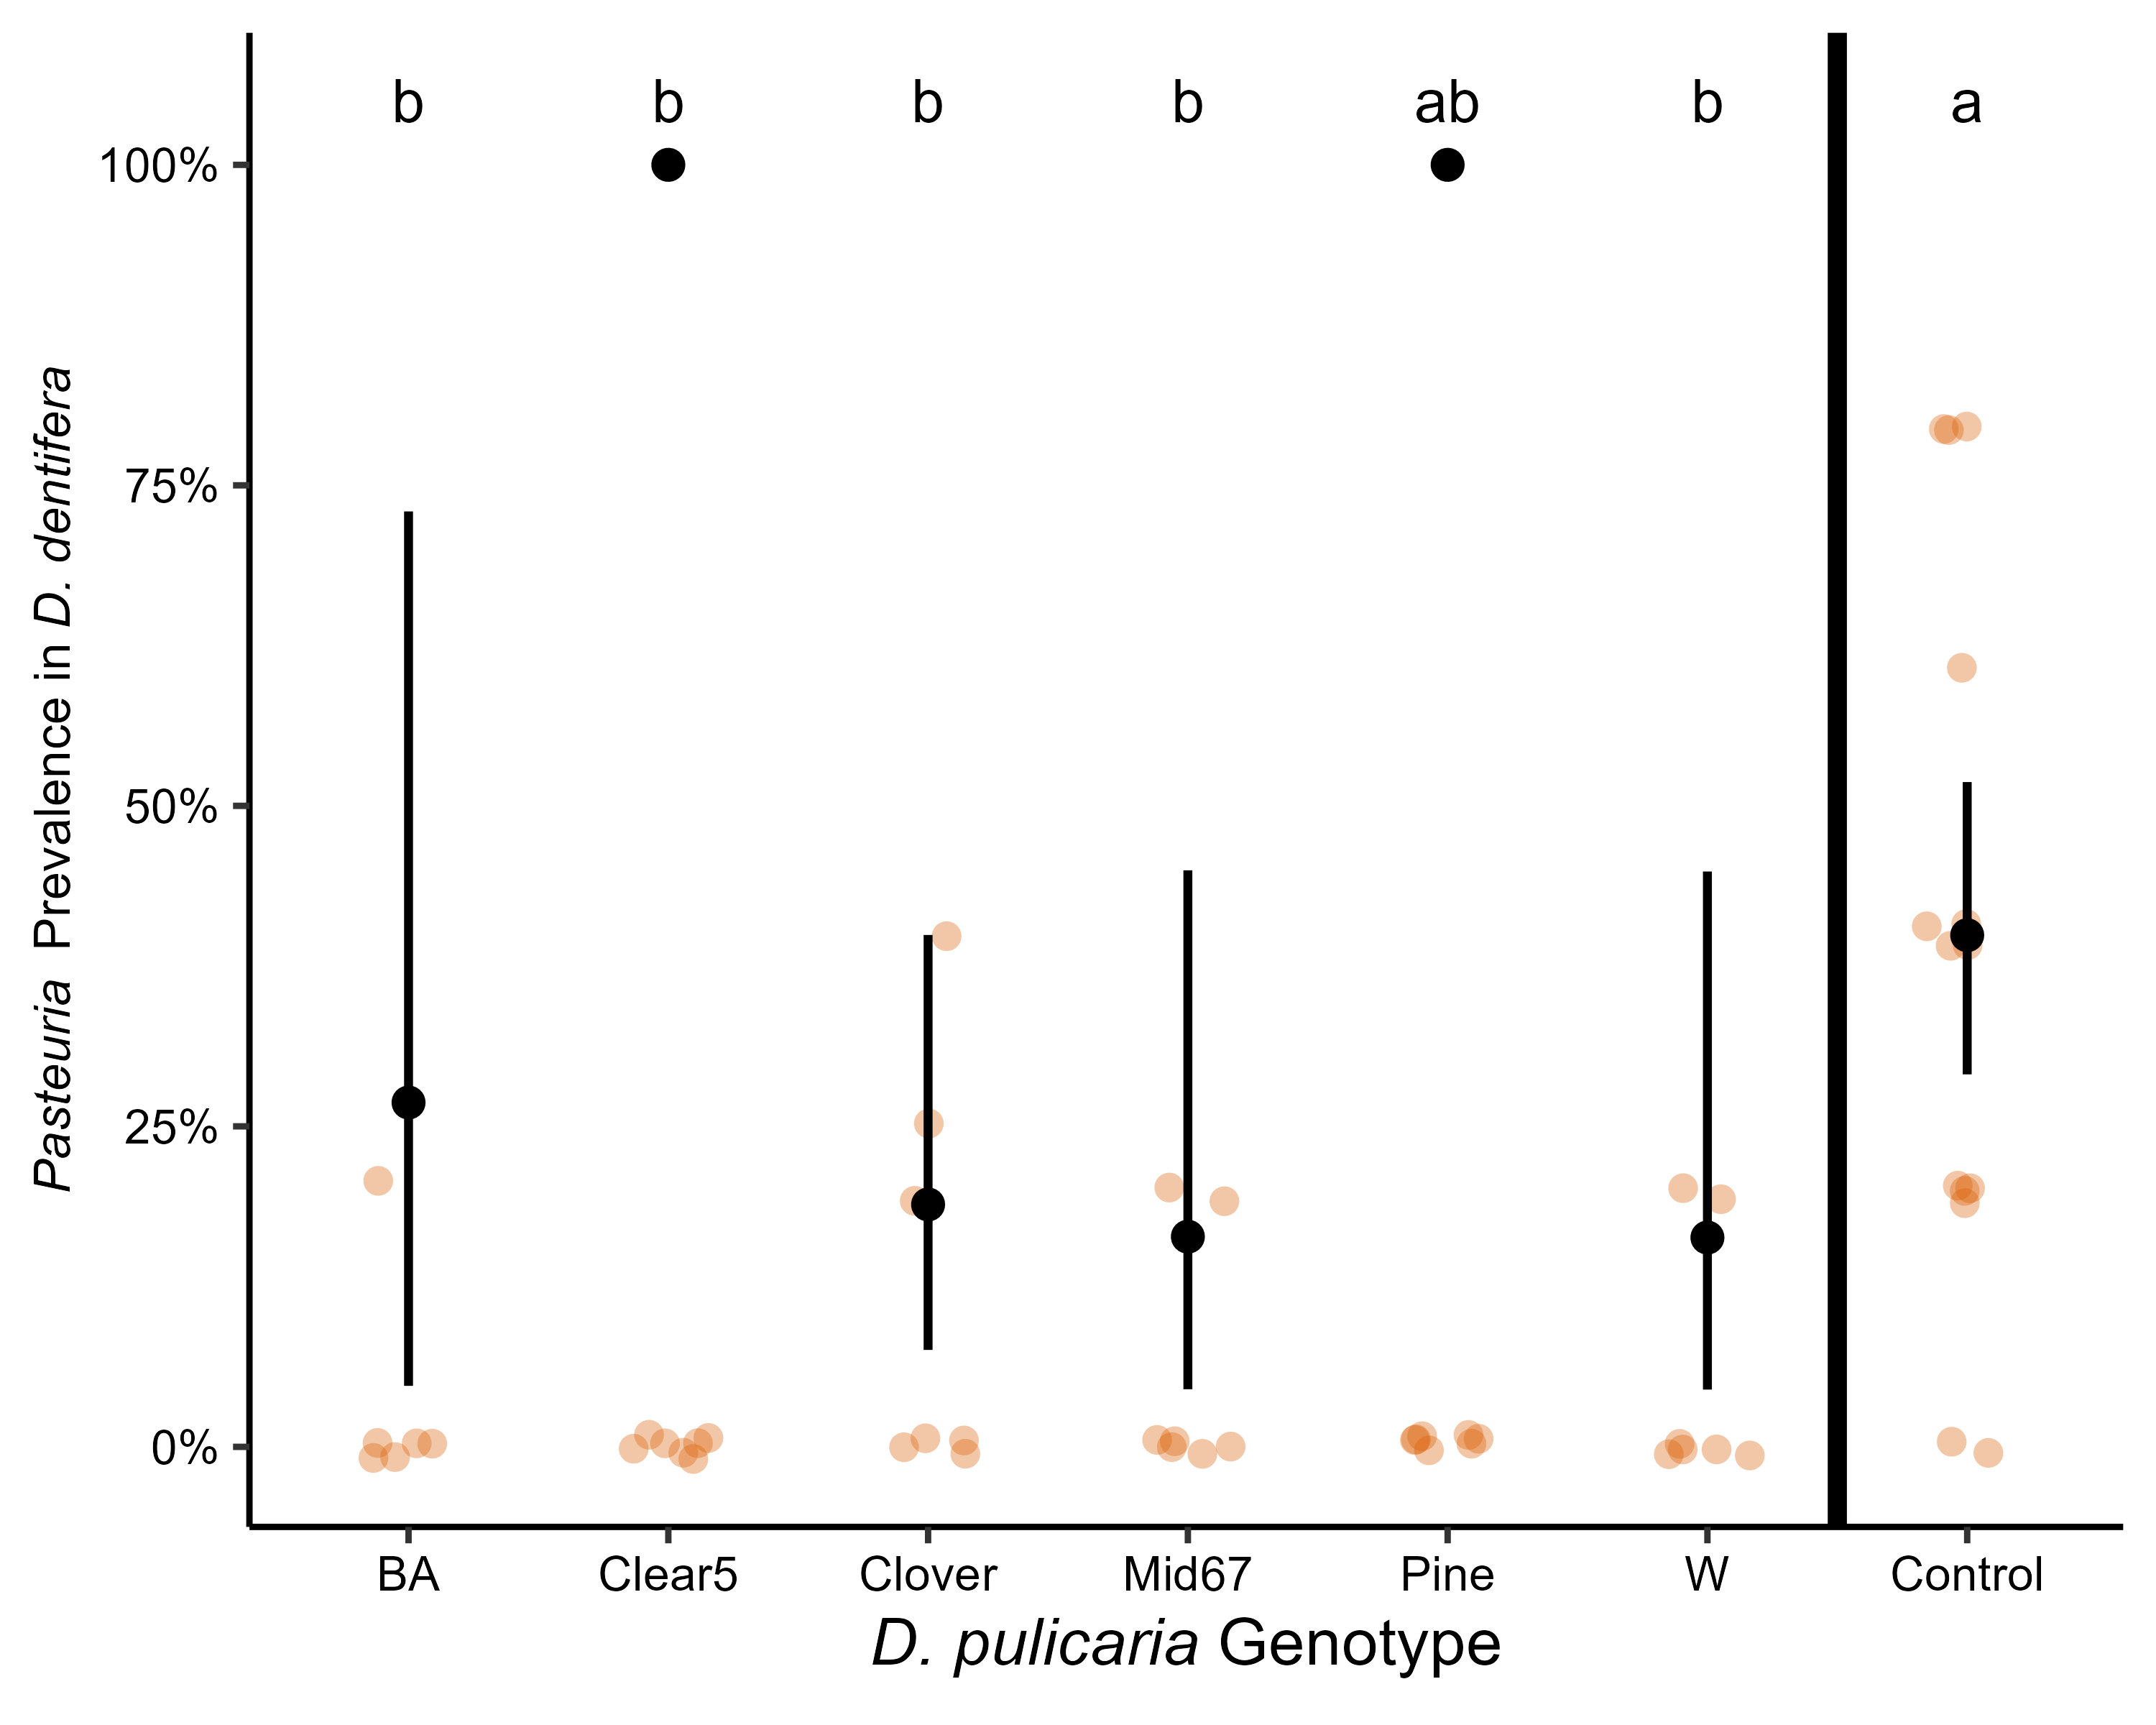 b b b b ab b a
100%
75%
50%
25%
0%
Pasteuria Prevalence in D. dentifera
BA Clear5 Clover Mid67 Pine W Control
D. pulicaria Genotype